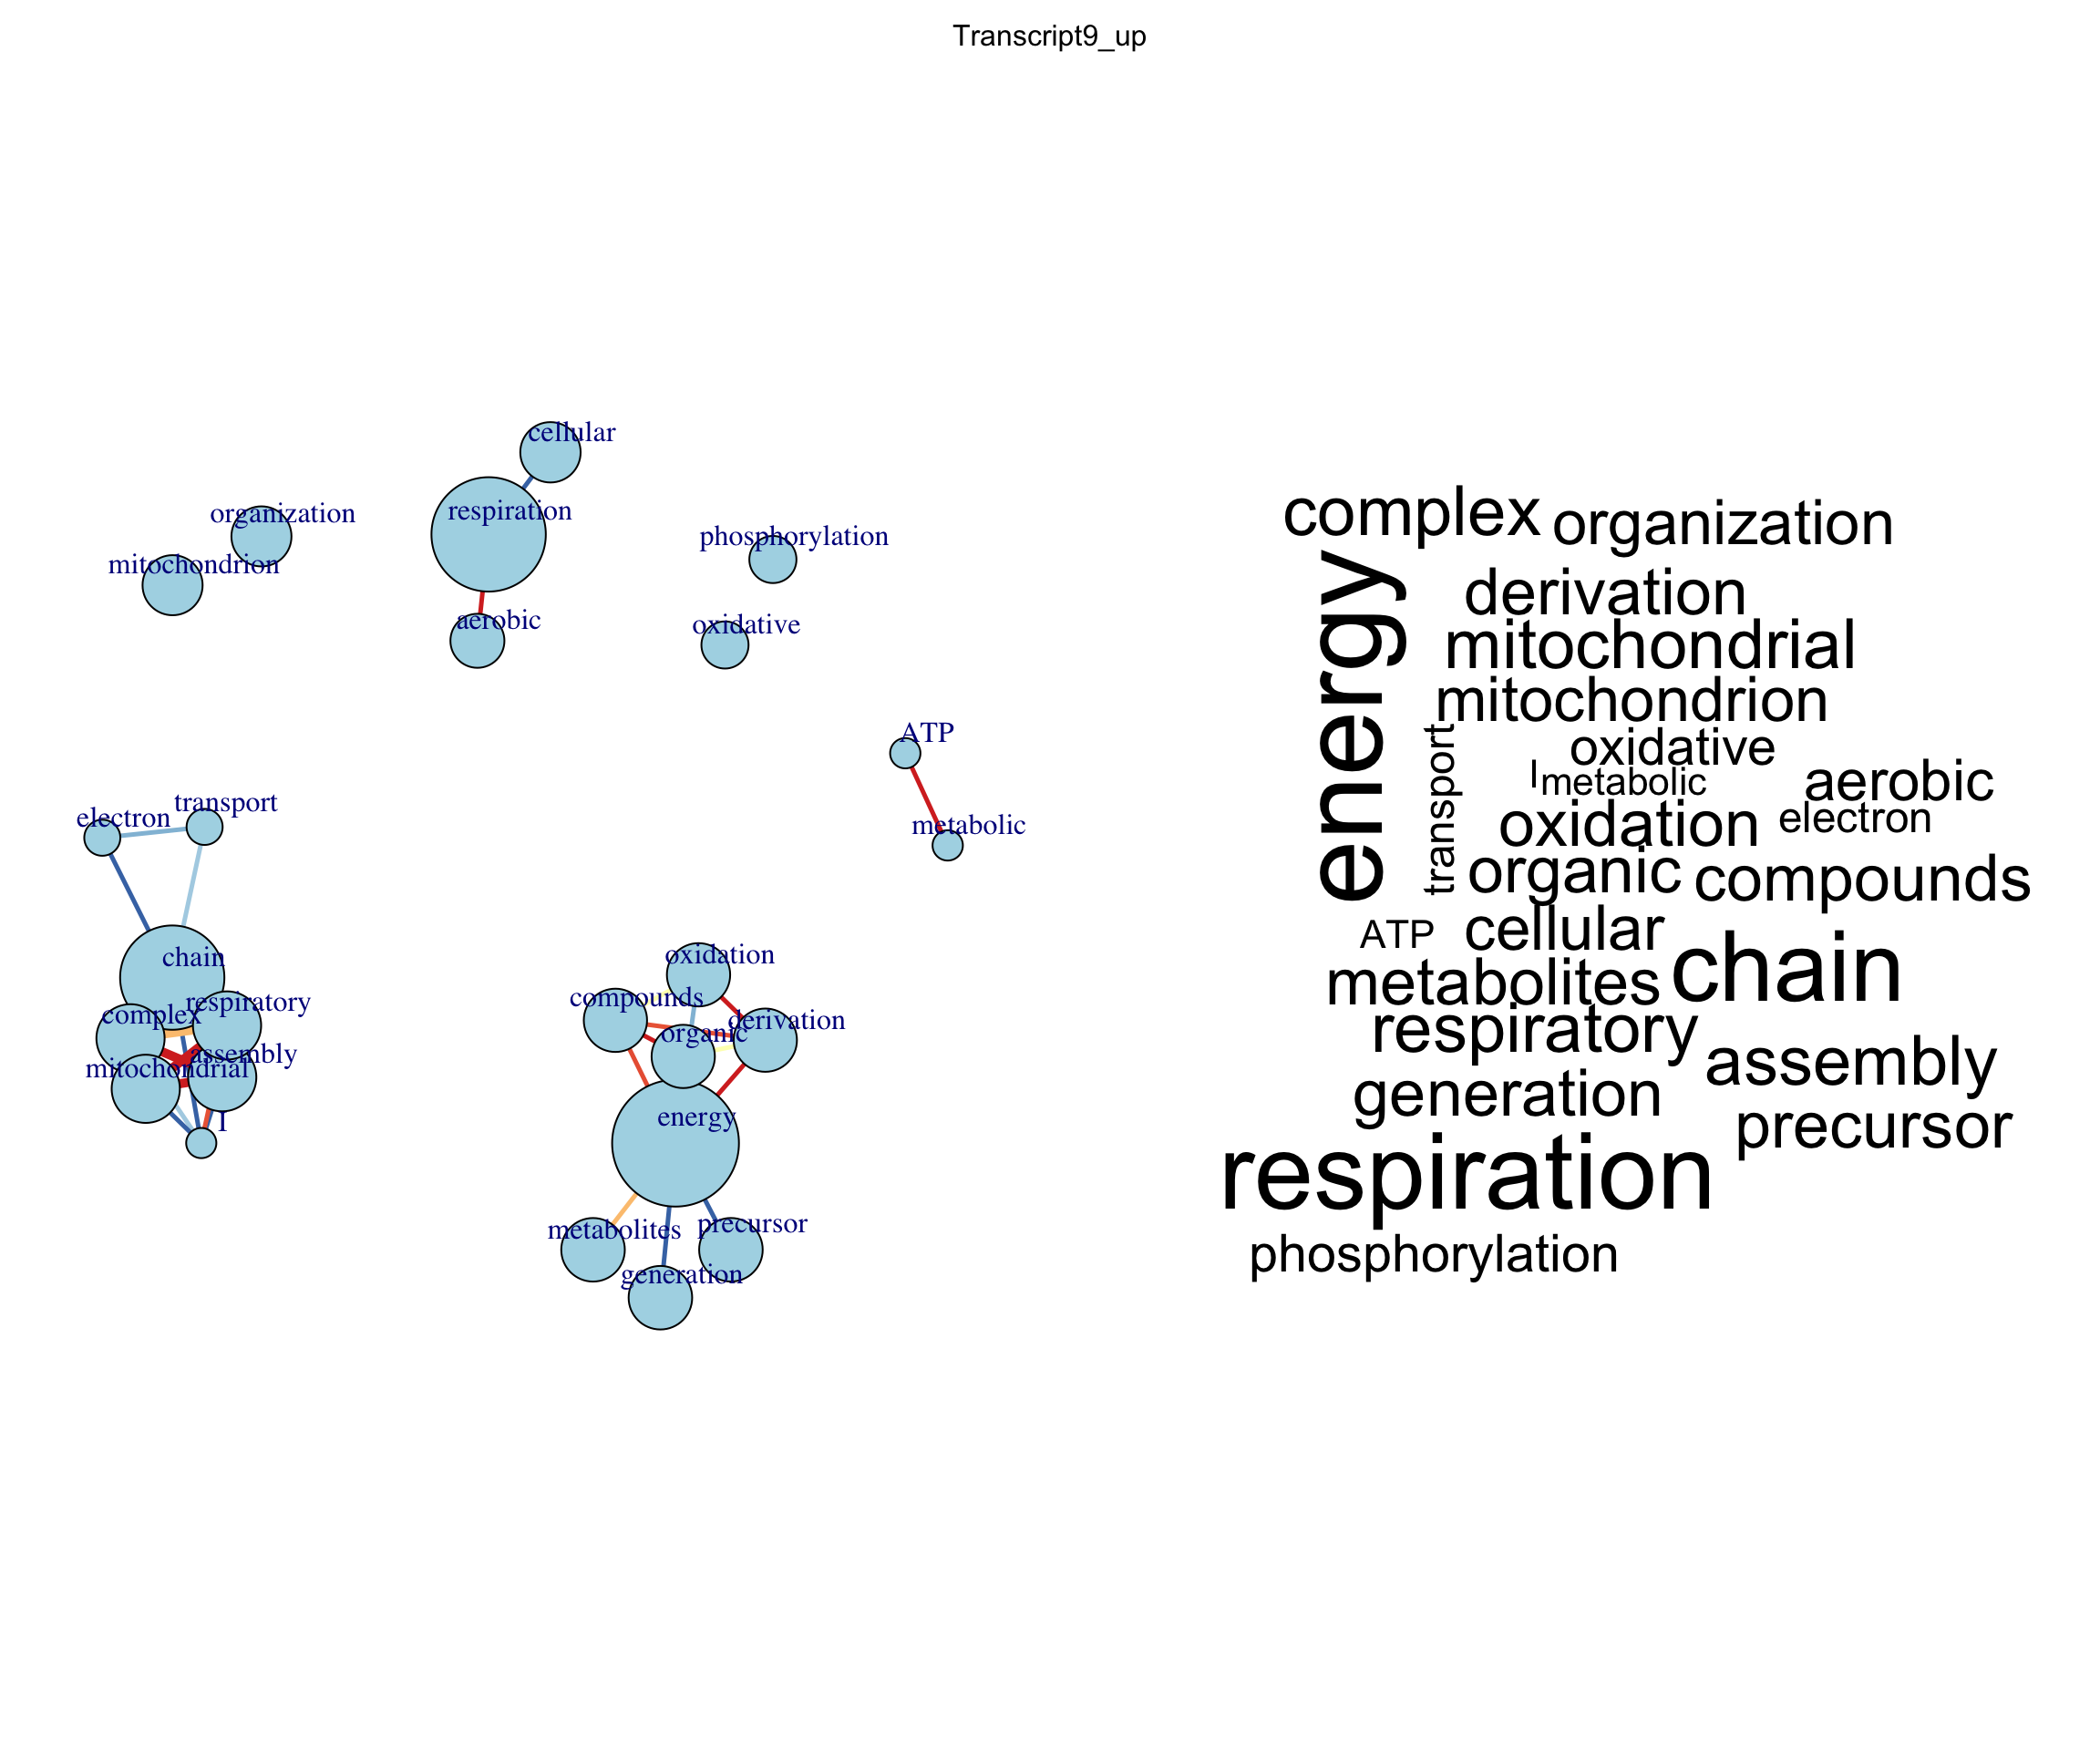 Transcript9_up
cellular
organization
respiration
phosphorylation
mitochondrion
aerobic
oxidative
ATP
electron
transport
metabolic
chain
respiratory
complex
assembly
mitochondrial
I
oxidation
compounds
derivation
organic
energy
metabolites
precursor
generation
complex
organization
energy
derivation
mitochondrial
mitochondrion
transport
oxidative
I
metabolic
aerobic
oxidation
electron
organic
compounds
ATP
cellular
chain
metabolites
respiratory
assembly
generation
precursor
respiration
phosphorylation